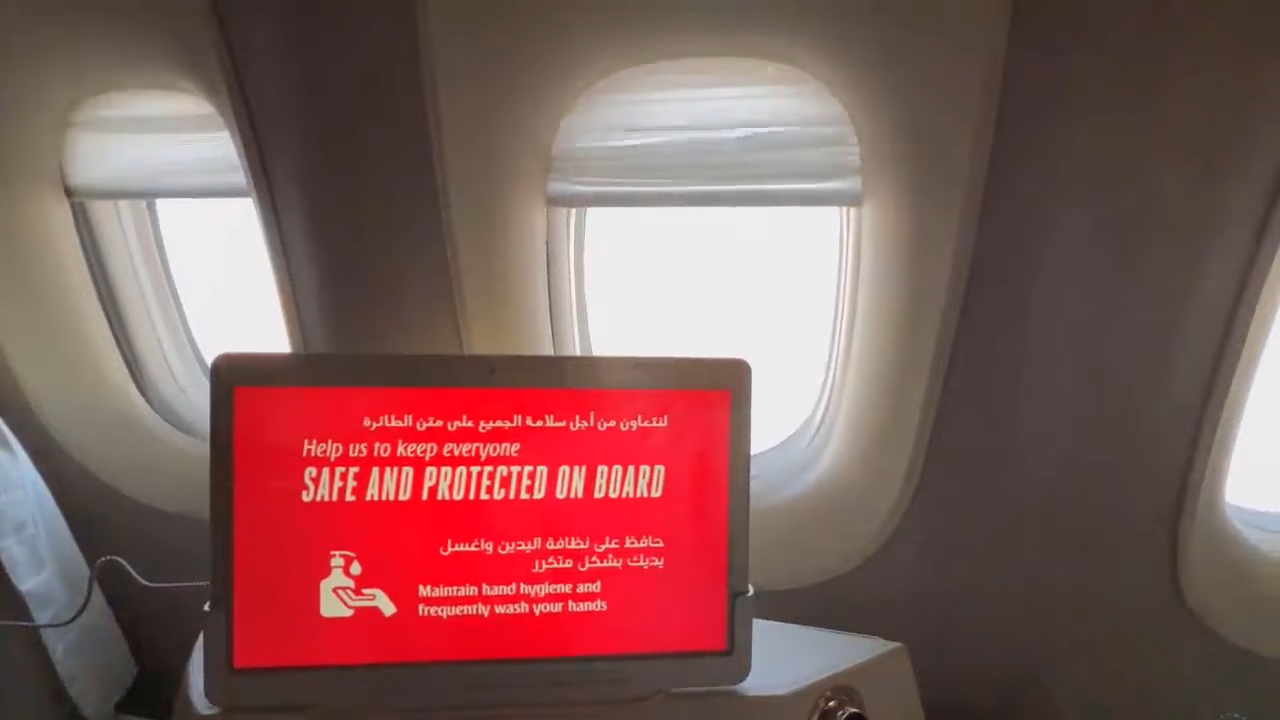 لنتعاون من أجل سلامة الجميع على متن الطائرة
Help us to keep everyone
SAFE AND PROTECTED ON BOARD
حافظ على نظافة اليدين واغسل
يديك بشكل متكرر
Maintain hand hygiene and
frequently wash your hands